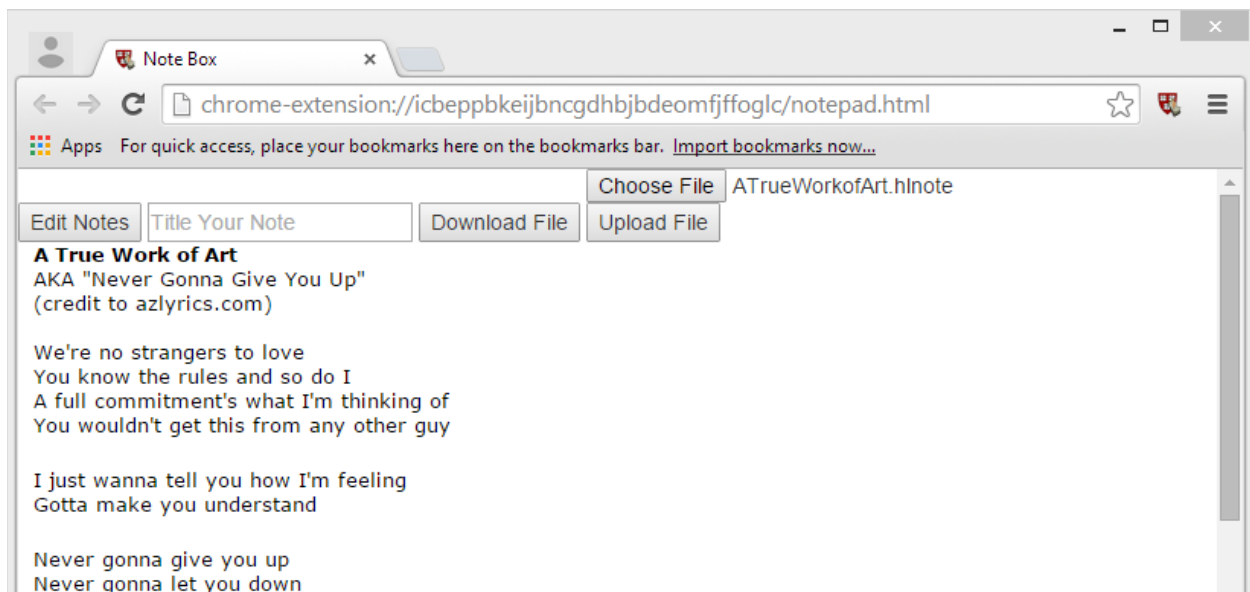 Note Box
chrome-extension://icbeppbkeijbncgdhbjbdeomfjffoglc/notepad.html
Apps For quick access, place your bookmarks here on the bookmarks bar. Import bookmarks now...
Choose File ATrueWorkofArt.hlnote
Edit Notes Title Your Note Download File Upload File
A True Work of Art
AKA "Never Gonna Give You Up"
(credit to azlyrics.com)
We're no strangers to love
You know the rules and so do I
A full commitment's what I'm thinking of
You wouldn't get this from any other guy
I just wanna tell you how I'm feeling
Gotta make you understand
Never gonna give you up
Never gonna let you down